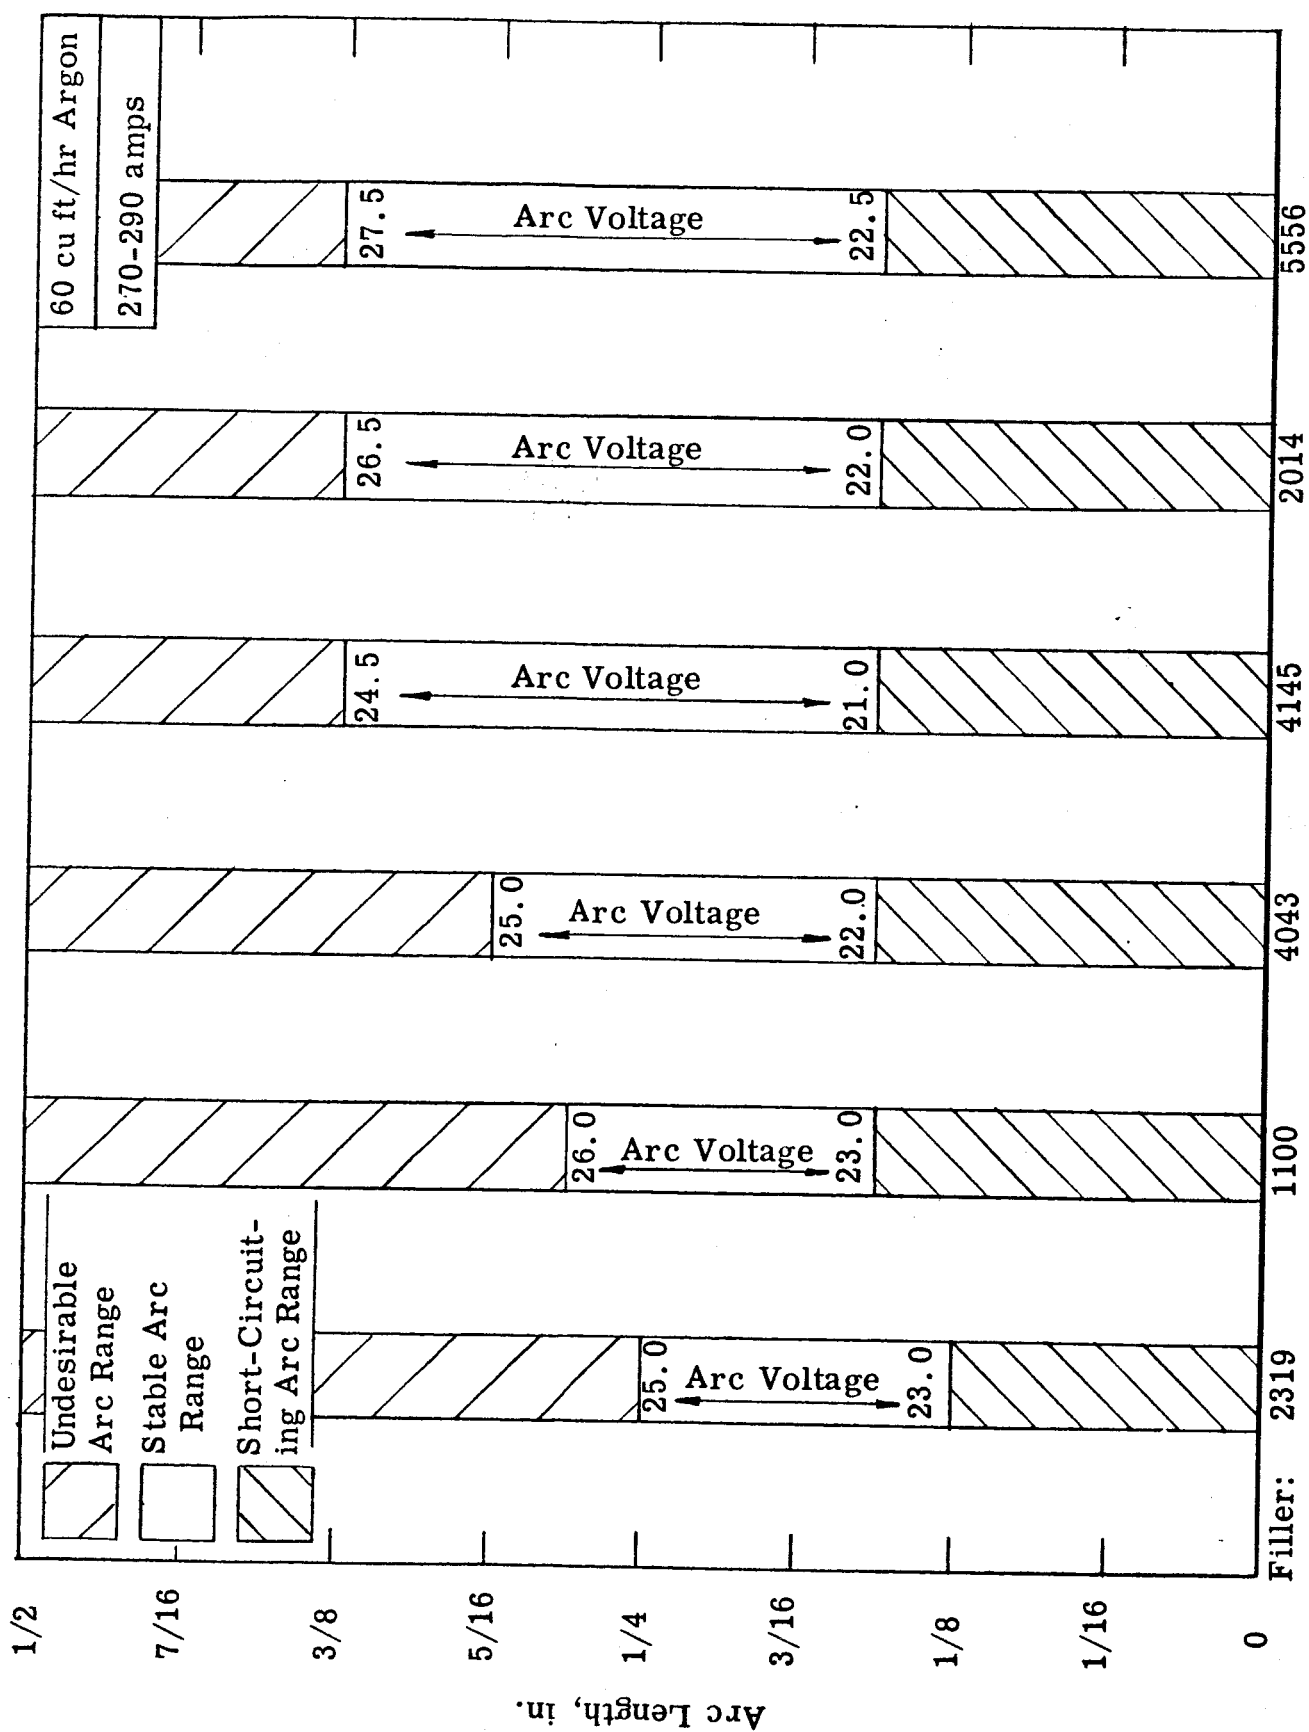 60 cu ft/hr Argon
270-290 amps
Undesirable
Arc Range
Stable Arc
Range
Short-Circuit-
ing Arc Range
Arc Length, in.
1/2
7/16
3/8
5/16
1/4
3/16
1/8
1/16
0
25.0
Arc Voltage
23.0
26.0
Arc Voltage
23.0
25.0
Arc Voltage
22.0
24.5
Arc Voltage
21.0
26.5
Arc Voltage
22.0
27.5
Arc Voltage
22.5
Filler: 2319 1100 4043 4145 2014 5556